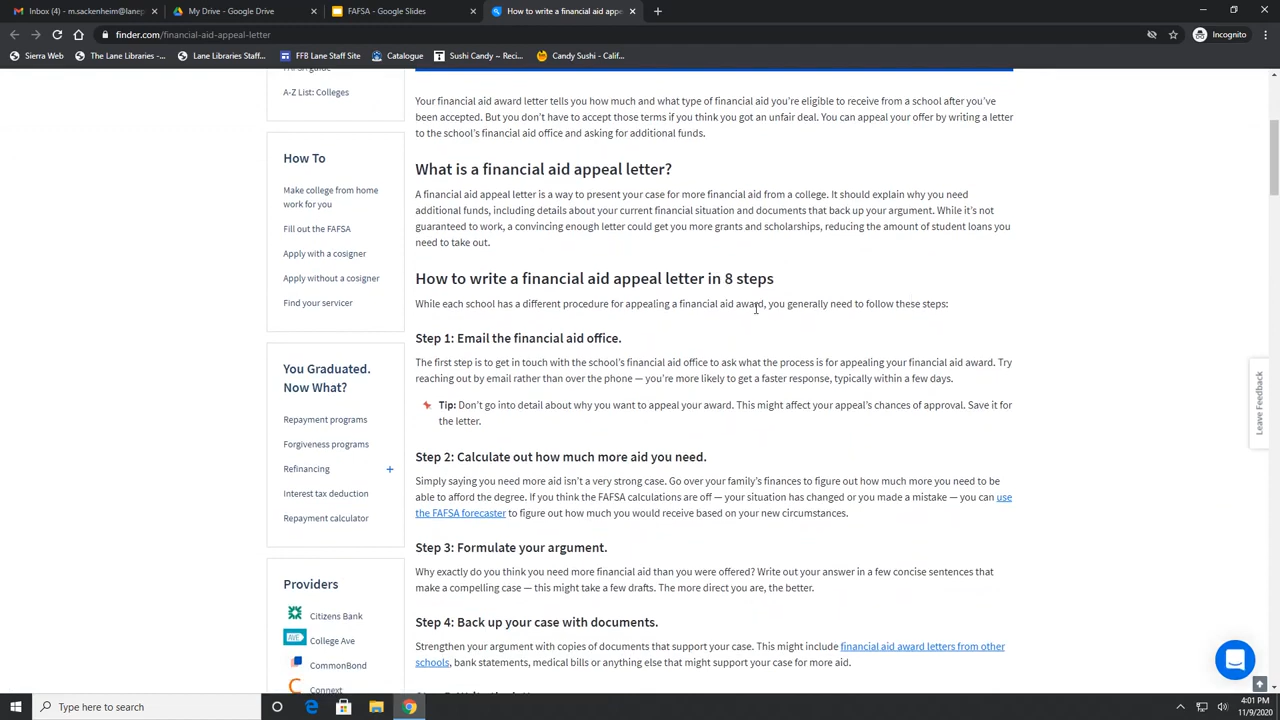 Inbox (4) - m.sackenheim@lanep
My Drive - Google Drive
FAFSA - Google Slides
How to write a financial aid appe
finder.com/financial-aid-appeal-letter
Incognito
Sierra Web
The Lane Libraries -...
Lane Libraries Staff...
FFB Lane Staff Site
Catalogue
Sushi Candy ~ Reci...
Candy Sushi - Calif...
A-Z List: Colleges
How To
Make college from home
work for you
Fill out the FAFSA
Apply with a cosigner
Apply without a cosigner
Find your servicer
You Graduated.
Now What?
Repayment programs
Forgiveness programs
Refinancing +
Interest tax deduction
Repayment calculator
Providers
Citizens Bank
College Ave
CommonBond
Connext
Your financial aid award letter tells you how much and what type of financial aid you're eligible to receive from a school after you've
been accepted. But you don't have to accept those terms if you think you got an unfair deal. You can appeal your offer by writing a letter
to the school's financial aid office and asking for additional funds.
What is a financial aid appeal letter?
A financial aid appeal letter is a way to present your case for more financial aid from a college. It should explain why you need
additional funds, including details about your current financial situation and documents that back up your argument. While it's not
guaranteed to work, a convincing enough letter could get you more grants and scholarships, reducing the amount of student loans you
need to take out.
How to write a financial aid appeal letter in 8 steps
While each school has a different procedure for appealing a financial aid award, you generally need to follow these steps:
Step 1: Email the financial aid office.
The first step is to get in touch with the school's financial aid office to ask what the process is for appealing your financial aid award. Try
reaching out by email rather than over the phone — you're more likely to get a faster response, typically within a few days.
Tip: Don't go into detail about why you want to appeal your award. This might affect your appeal's chances of approval. Save it for
the letter.
Step 2: Calculate out how much more aid you need.
Simply saying you need more aid isn't a very strong case. Go over your family's finances to figure out how much more you need to be
able to afford the degree. If you think the FAFSA calculations are off — your situation has changed or you made a mistake — you can use
the FAFSA forecaster to figure out how much you would receive based on your new circumstances.
Step 3: Formulate your argument.
Why exactly do you think you need more financial aid than you were offered? Write out your answer in a few concise sentences that
make a compelling case — this might take a few drafts. The more direct you are, the better.
Step 4: Back up your case with documents.
Strengthen your argument with copies of documents that support your case. This might include financial aid award letters from other
schools, bank statements, medical bills or anything else that might support your case for more aid.
Leave Feedback
Type here to search
4:01 PM
11/9/2020